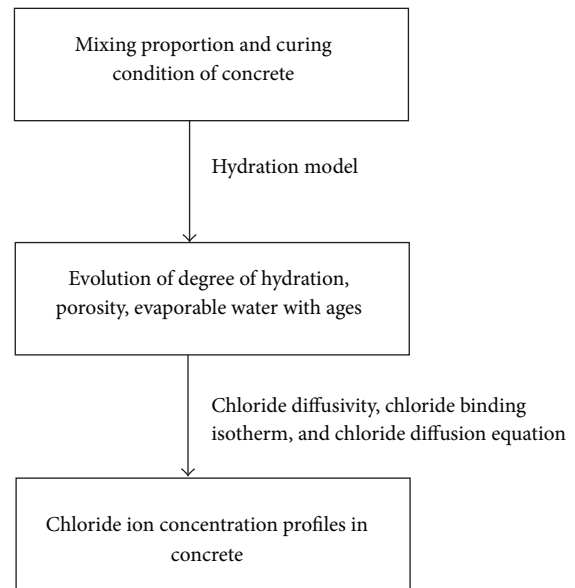 Mixing proportion and curing
condition of concrete
Hydration model
Evolution of degree of hydration,
porosity, evaporable water with ages
Chloride diffusivity, chloride binding
isotherm, and chloride diffusion equation
Chloride ion concentration profiles in
concrete